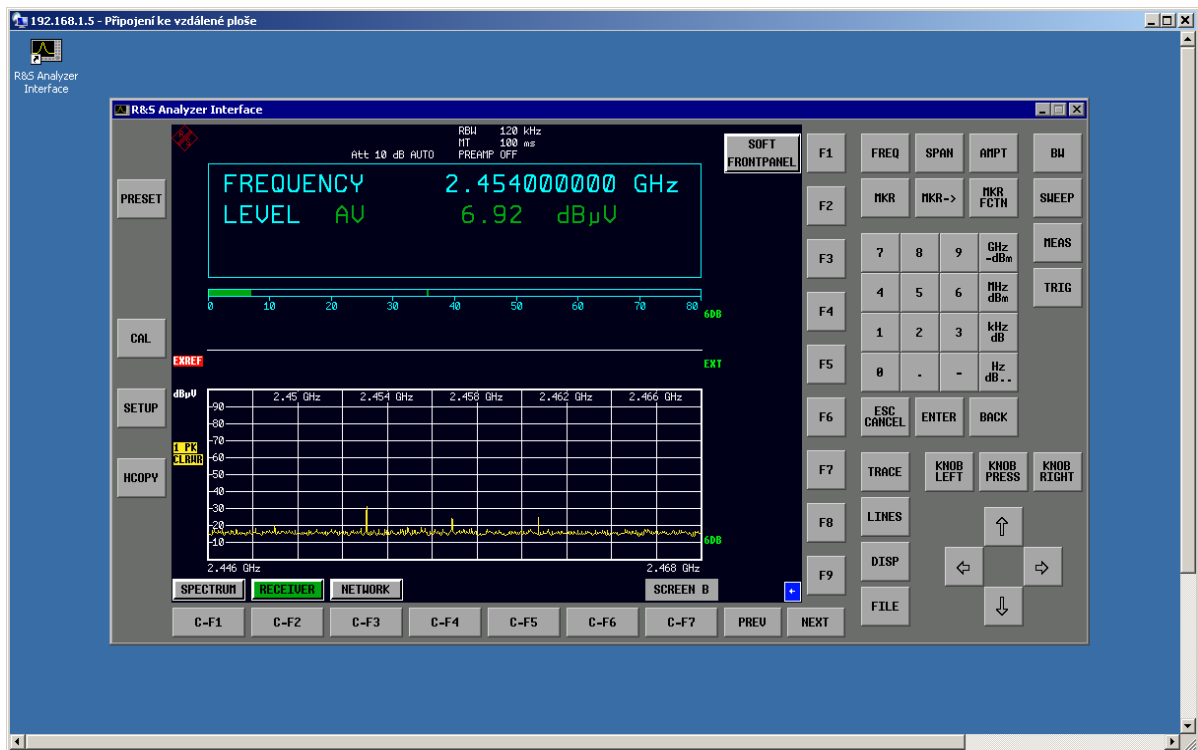 192.168.1.5 - Připojení ke vzdálené ploše
R&S Analyzer
Interface
R&S Analyzer Interface
RBW 120 kHz
MT 100 ms
Att 10 dB AUTO PREAMP OFF
FREQUENCY 2.454000000 GHz
LEVEL AV 6.92 dBµV
0 10 20 30 40 50 60 70 80
6DB
EXREF
EXT
dBµV
2.45 GHz 2.454 GHz 2.458 GHz 2.462 GHz 2.466 GHz
90
80
70
1 PK
CLRWR
60
50
40
30
20
10
6DB
2.446 GHz 2.468 GHz
SPECTRUM RECEIVER NETWORK SCREEN B
PRESET
CAL
SETUP
HCOPY
SOFT
FRONTPANEL
F1
F2
F3
F4
F5
F6
F7
F8
F9
C-F1 C-F2 C-F3 C-F4 C-F5 C-F6 C-F7 PREV NEXT
FREQ SPAN AMPT BW
MKR MKR-> MKR
FCTN SWEEP
MEAS
TRIG
7 8 9 GHz
-dBm
4 5 6 MHz
dBm
1 2 3 kHz
dB
0 . - Hz
dB..
ESC
CANCEL ENTER BACK
TRACE KNOB
LEFT KNOB
PRESS KNOB
RIGHT
LINES
DISP
FILE